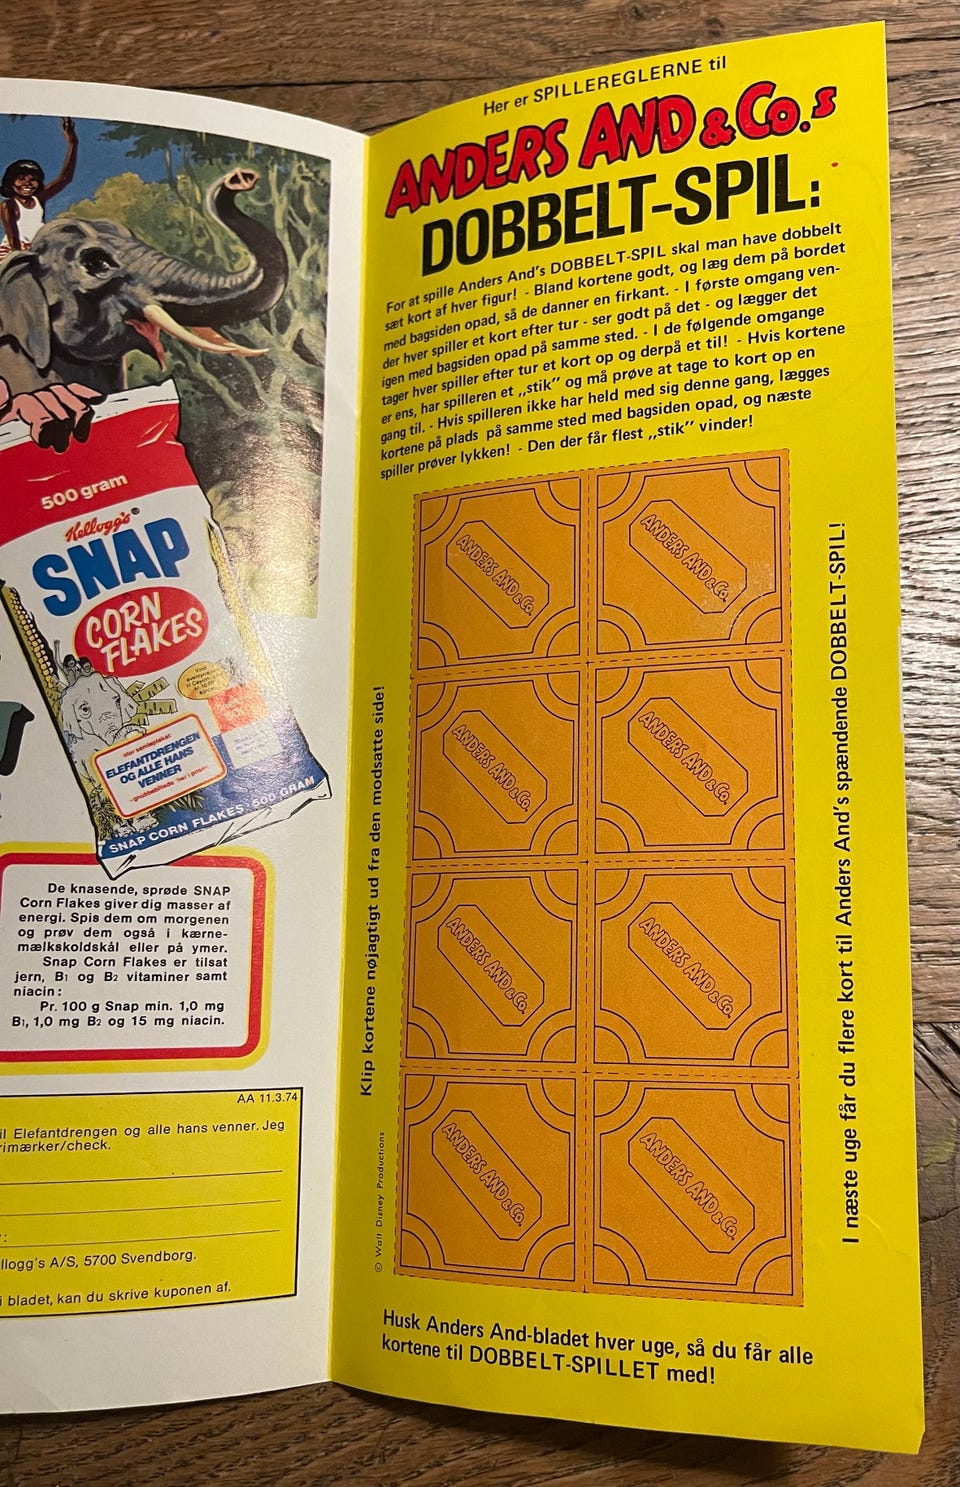 500 gram
Kellogg's®
SNAP
CORN
FLAKES
stor samleplakat:
ELEFANTDRENGEN
OG ALLE HANS
VENNER
SNAP CORN FLAKES 500 GRAM
De knasende, sprøde SNAP
Corn Flakes giver dig masser af
energi. Spis dem om morgenen
og prøv dem også i kærne-
mælkskoldskål eller på ymer.
Snap Corn Flakes er tilsat
jern, B1 og B2 vitaminer samt
niacin:
Pr. 100 g Snap min. 1,0 mg
B1, 1,0 mg B2 og 15 mg niacin.
AA 11.3.74
il Elefantdrengen og alle hans venner. Jeg
rimærker/check.
llogg's A/S, 5700 Svendborg.
i bladet, kan du skrive kuponen af.
Her er SPILLEREGLERNE til
ANDERS AND & Co.s
DOBBELT-SPIL:
For at spille Anders And's DOBBELT-SPIL skal man have dobbelt
sæt kort af hver figur! - Bland kortene godt, og læg dem på bordet
med bagsiden opad, så de danner en firkant. - I første omgang ven-
der hver spiller et kort efter tur - ser godt på det - og lægger det
igen med bagsiden opad på samme sted. - I de følgende omgange
tager hver spiller efter tur et kort op og derpå et til! - Hvis kortene
er ens, har spilleren et „stik” og må prøve at tage to kort op en
gang til. - Hvis spilleren ikke har held med sig denne gang, lægges
kortene på plads på samme sted med bagsiden opad, og næste
spiller prøver lykken! - Den der får flest „stik” vinder!
ANDERS AND & Co.
ANDERS AND & Co.
ANDERS AND & Co.
ANDERS AND & Co.
ANDERS AND & Co.
ANDERS AND & Co.
ANDERS AND & Co.
ANDERS AND & Co.
Klip kortene nøjagtigt ud fra den modsatte side!
© Walt Disney Productions
I næste uge får du flere kort til Anders And's spændende DOBBELT-SPIL!
Husk Anders And-bladet hver uge, så du får alle
kortene til DOBBELT-SPILLET med!